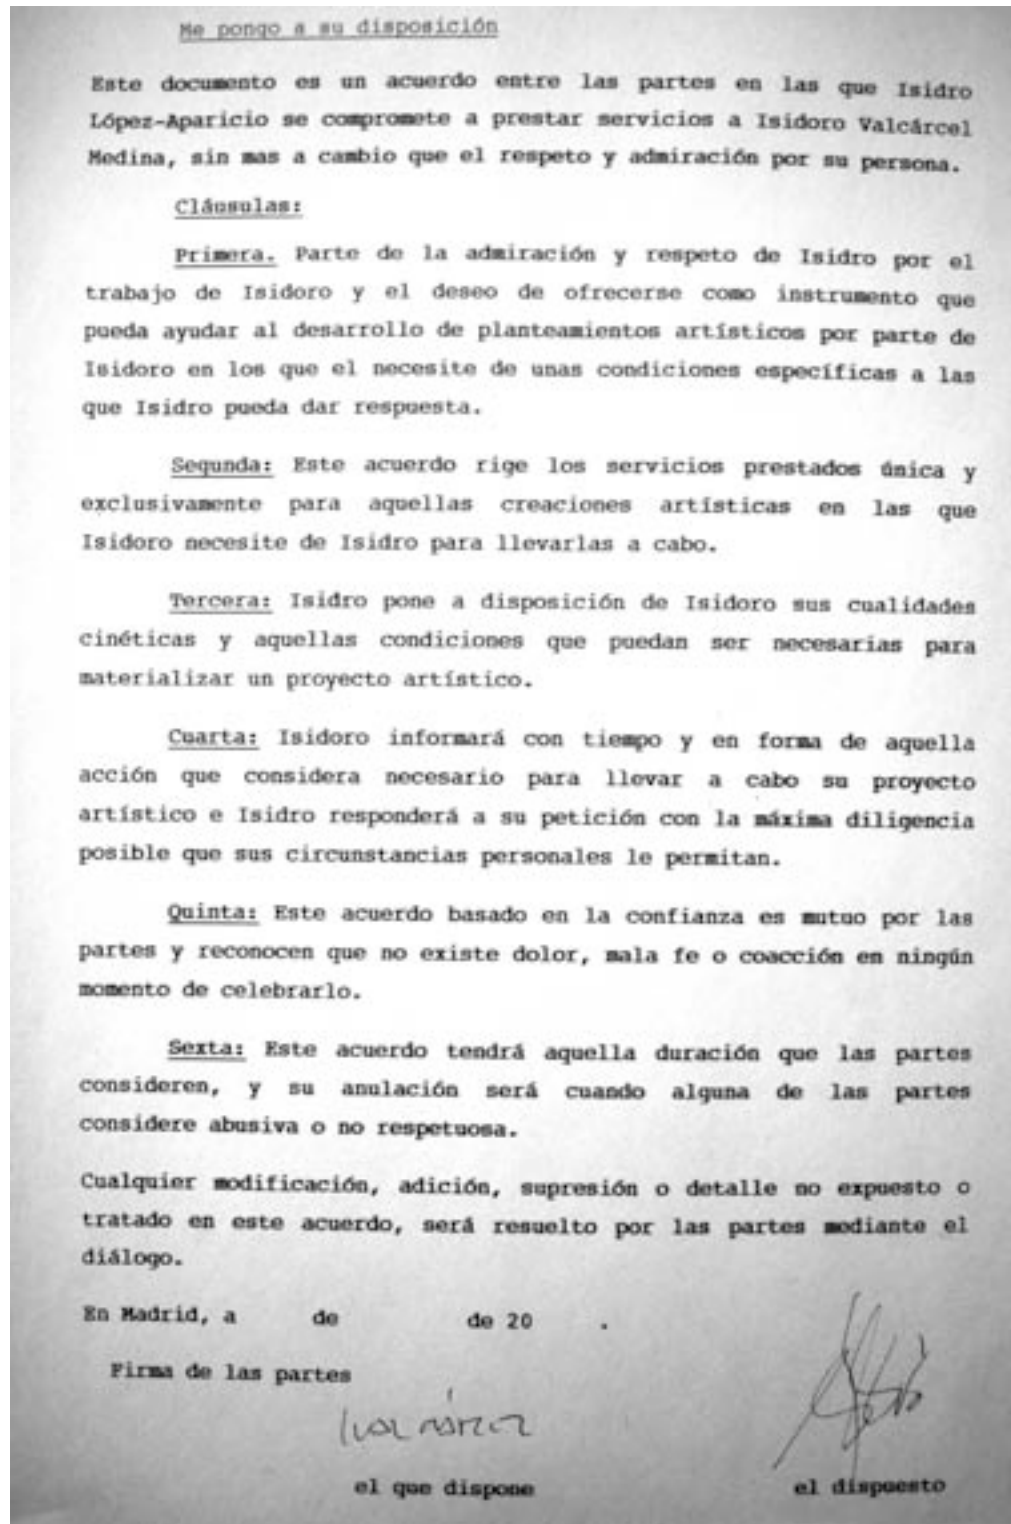 Me pongo a su disposición
Este documento es un acuerdo entre las partes en las que Isidro
López-Aparicio se compromete a prestar servicios a Isidoro Valcárcel
Medina, sin mas a cambio que el respeto y admiración por su persona.
Cláusulas:
Primera. Parte de la admiración y respeto de Isidro por el
trabajo de Isidoro y el deseo de ofrecerse como instrumento que
pueda ayudar al desarrollo de planteamientos artísticos por parte de
Isidoro en los que el necesite de unas condiciones específicas a las
que Isidro pueda dar respuesta.
Segunda: Este acuerdo rige los servicios prestados única y
exclusivamente para aquellas creaciones artísticas en las que
Isidoro necesite de Isidro para llevarlas a cabo.
Tercera: Isidro pone a disposición de Isidoro sus cualidades
cinéticas y aquellas condiciones que puedan ser necesarias para
materializar un proyecto artístico.
Cuarta: Isidoro informará con tiempo y en forma de aquella
acción que considera necesario para llevar a cabo su proyecto
artístico e Isidro responderá a su petición con la máxima diligencia
posible que sus circunstancias personales le permitan.
Quinta: Este acuerdo basado en la confianza es mutuo por las
partes y reconocen que no existe dolor, mala fe o coacción en ningún
momento de celebrarlo.
Sexta: Este acuerdo tendrá aquella duración que las partes
consideren, y su anulación será cuando alguna de las partes
considere abusiva o no respetuosa.
Cualquier modificación, adición, supresión o detalle no expuesto o
tratado en este acuerdo, será resuelto por las partes mediante el
diálogo.
En Madrid, a de de 20 .
Firma de las partes
el que dispone el dispuesto